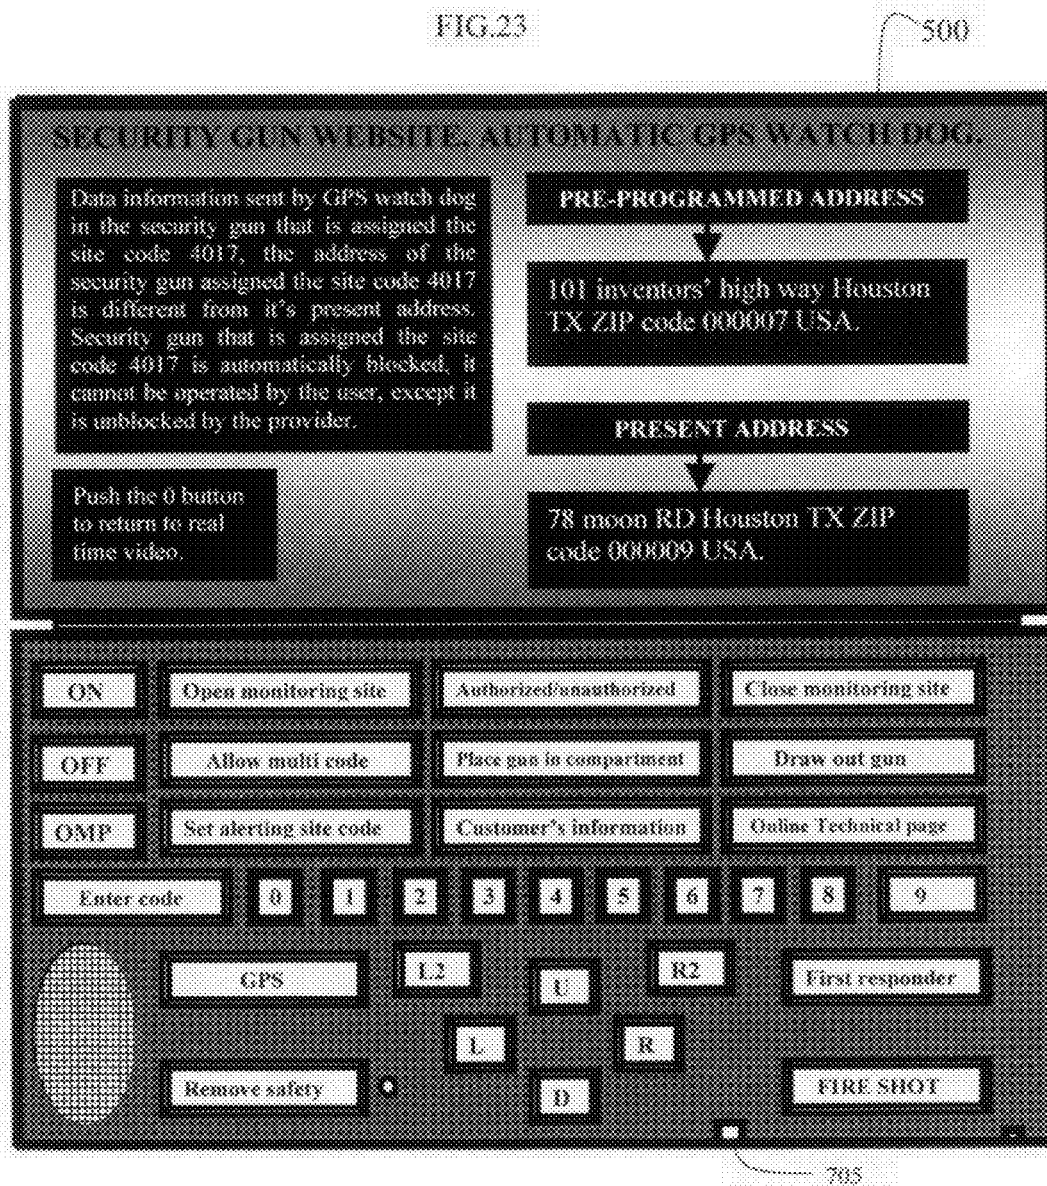 FIG.23
500
SECURITY GUN WEBSITE. AUTOMATIC GPS WATCH DOG.
Data information sent by GPS watch dog
in the security gun that is assigned the
site code 4017, the address of the
security gun assigned the site code 4017
is different from it's present address.
Security gun that is assigned the site
code 4017 is automatically blocked, it
cannot be operated by the user, except it
is unblocked by the provider.
Push the 0 button
to return to real
time video.
PRE-PROGRAMMED ADDRESS
101 inventors' high way Houston
TX ZIP code 000007 USA.
PRESENT ADDRESS
78 moon RD Houston TX ZIP
code 000009 USA.
ON Open monitoring site Authorized/unauthorized Close monitoring site
OFF Allow multi code Place gun in compartment Draw out gun
OMP Set alerting site code Customer's information Online Technical page
Enter code 0 1 2 3 4 5 6 7 8 9
GPS L2 U R2 First responder
L R
Remove safety D FIRE SHOT
705